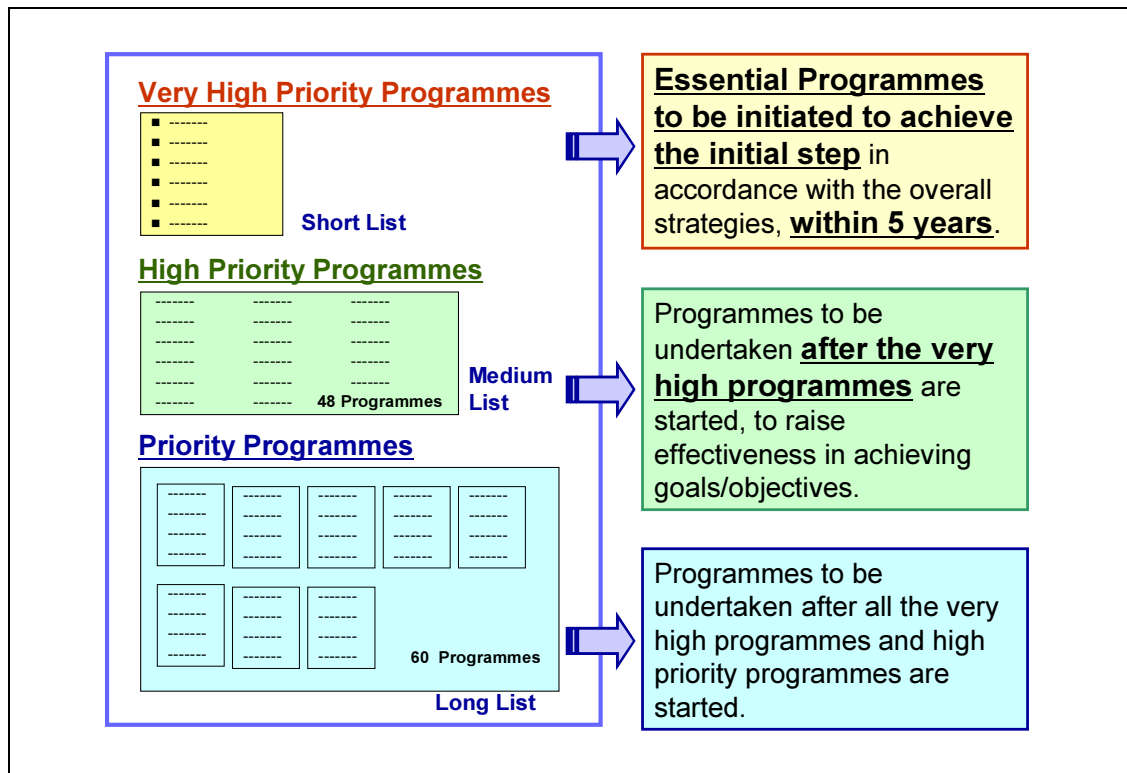 Very High Priority Programmes
■ -------
■ -------
■ -------
■ -------
■ -------
■ -------
Short List
High Priority Programmes
------- ------- -------
------- ------- -------
------- ------- -------
------- ------- -------
------- ------- -------
------- ------- 48 Programmes
Medium
List
Priority Programmes
------- ------- ------- ------- -------
------- ------- ------- ------- -------
------- ------- ------- ------- -------
------- ------- ------- ------- -------
------- ------- -------
------- ------- -------
------- ------- -------
------- ------- -------
60 Programmes
Long List
Essential Programmes
to be initiated to achieve
the initial step in
accordance with the overall
strategies, within 5 years.
Programmes to be
undertaken after the very
high programmes are
started, to raise
effectiveness in achieving
goals/objectives.
Programmes to be
undertaken after all the very
high programmes and high
priority programmes are
started.